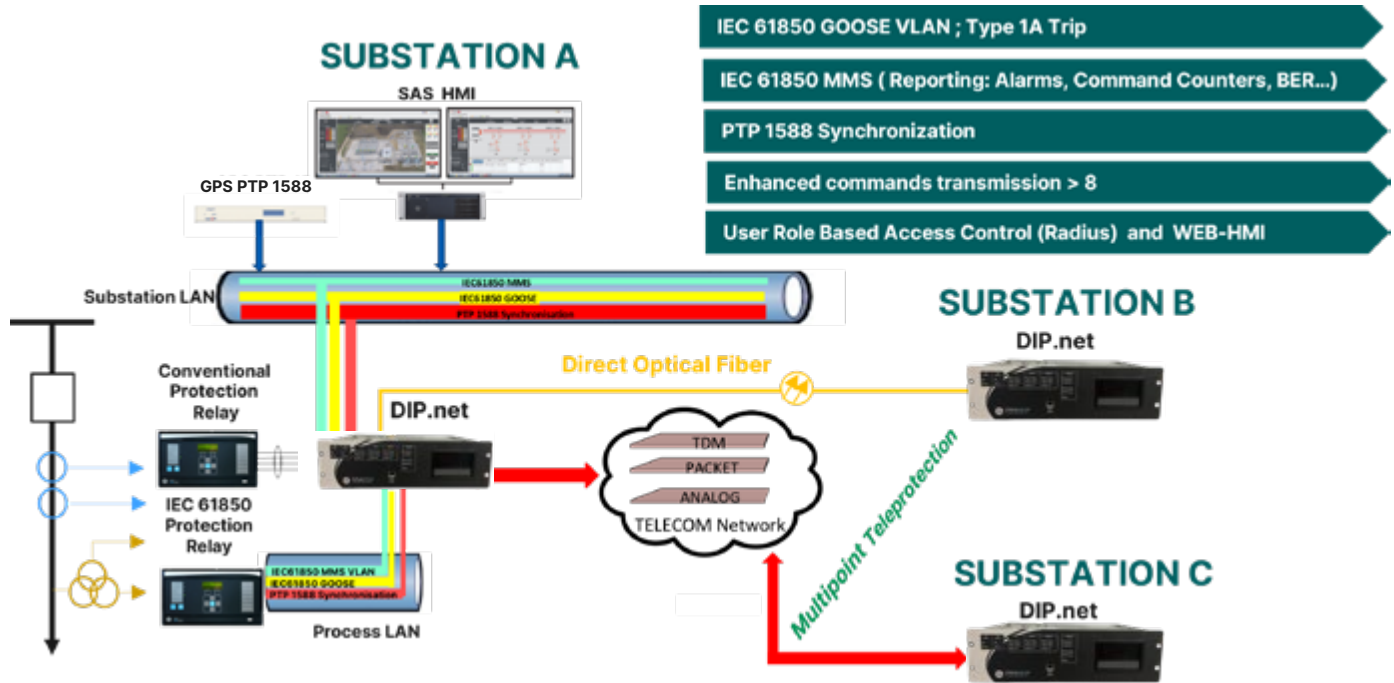 SUBSTATION A
SAS HMI
GPS PTP 1588
IEC 61850 GOOSE VLAN ; Type 1A Trip
IEC 61850 MMS ( Reporting: Alarms, Command Counters, BER...)
PTP 1588 Synchronization
Enhanced commands transmission > 8
User Role Based Access Control (Radius) and WEB-HMI
Substation LAN
IEC61850 MMS
IEC61850 GOOSE
PTP 1588 Synchronisation
SUBSTATION B
DIP.net
Direct Optical Fiber
Conventional
Protection
Relay
DIP.net
TDM
PACKET
ANALOG
TELECOM Network
IEC 61850
Protection
Relay
IEC61850 MMS VLAN
IEC61850 GOOSE
PTP 1588 Synchronisation
Process LAN
Multipoint Teleprotection
SUBSTATION C
DIP.net